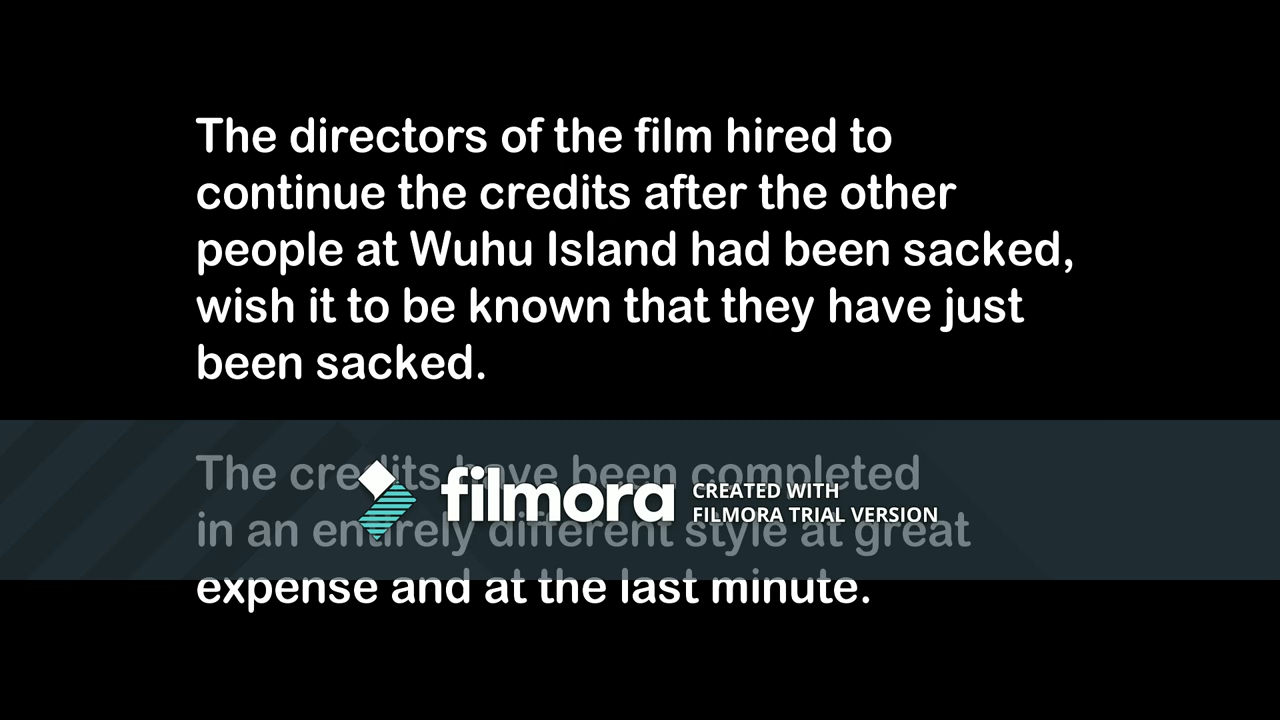 The directors of the film hired to
continue the credits after the other
people at Wuhu Island had been sacked,
wish it to be known that they have just
been sacked.
The credits have been completed
in an entirely different style at great
expense and at the last minute.
filmora
CREATED WITH
FILMORA TRIAL VERSION